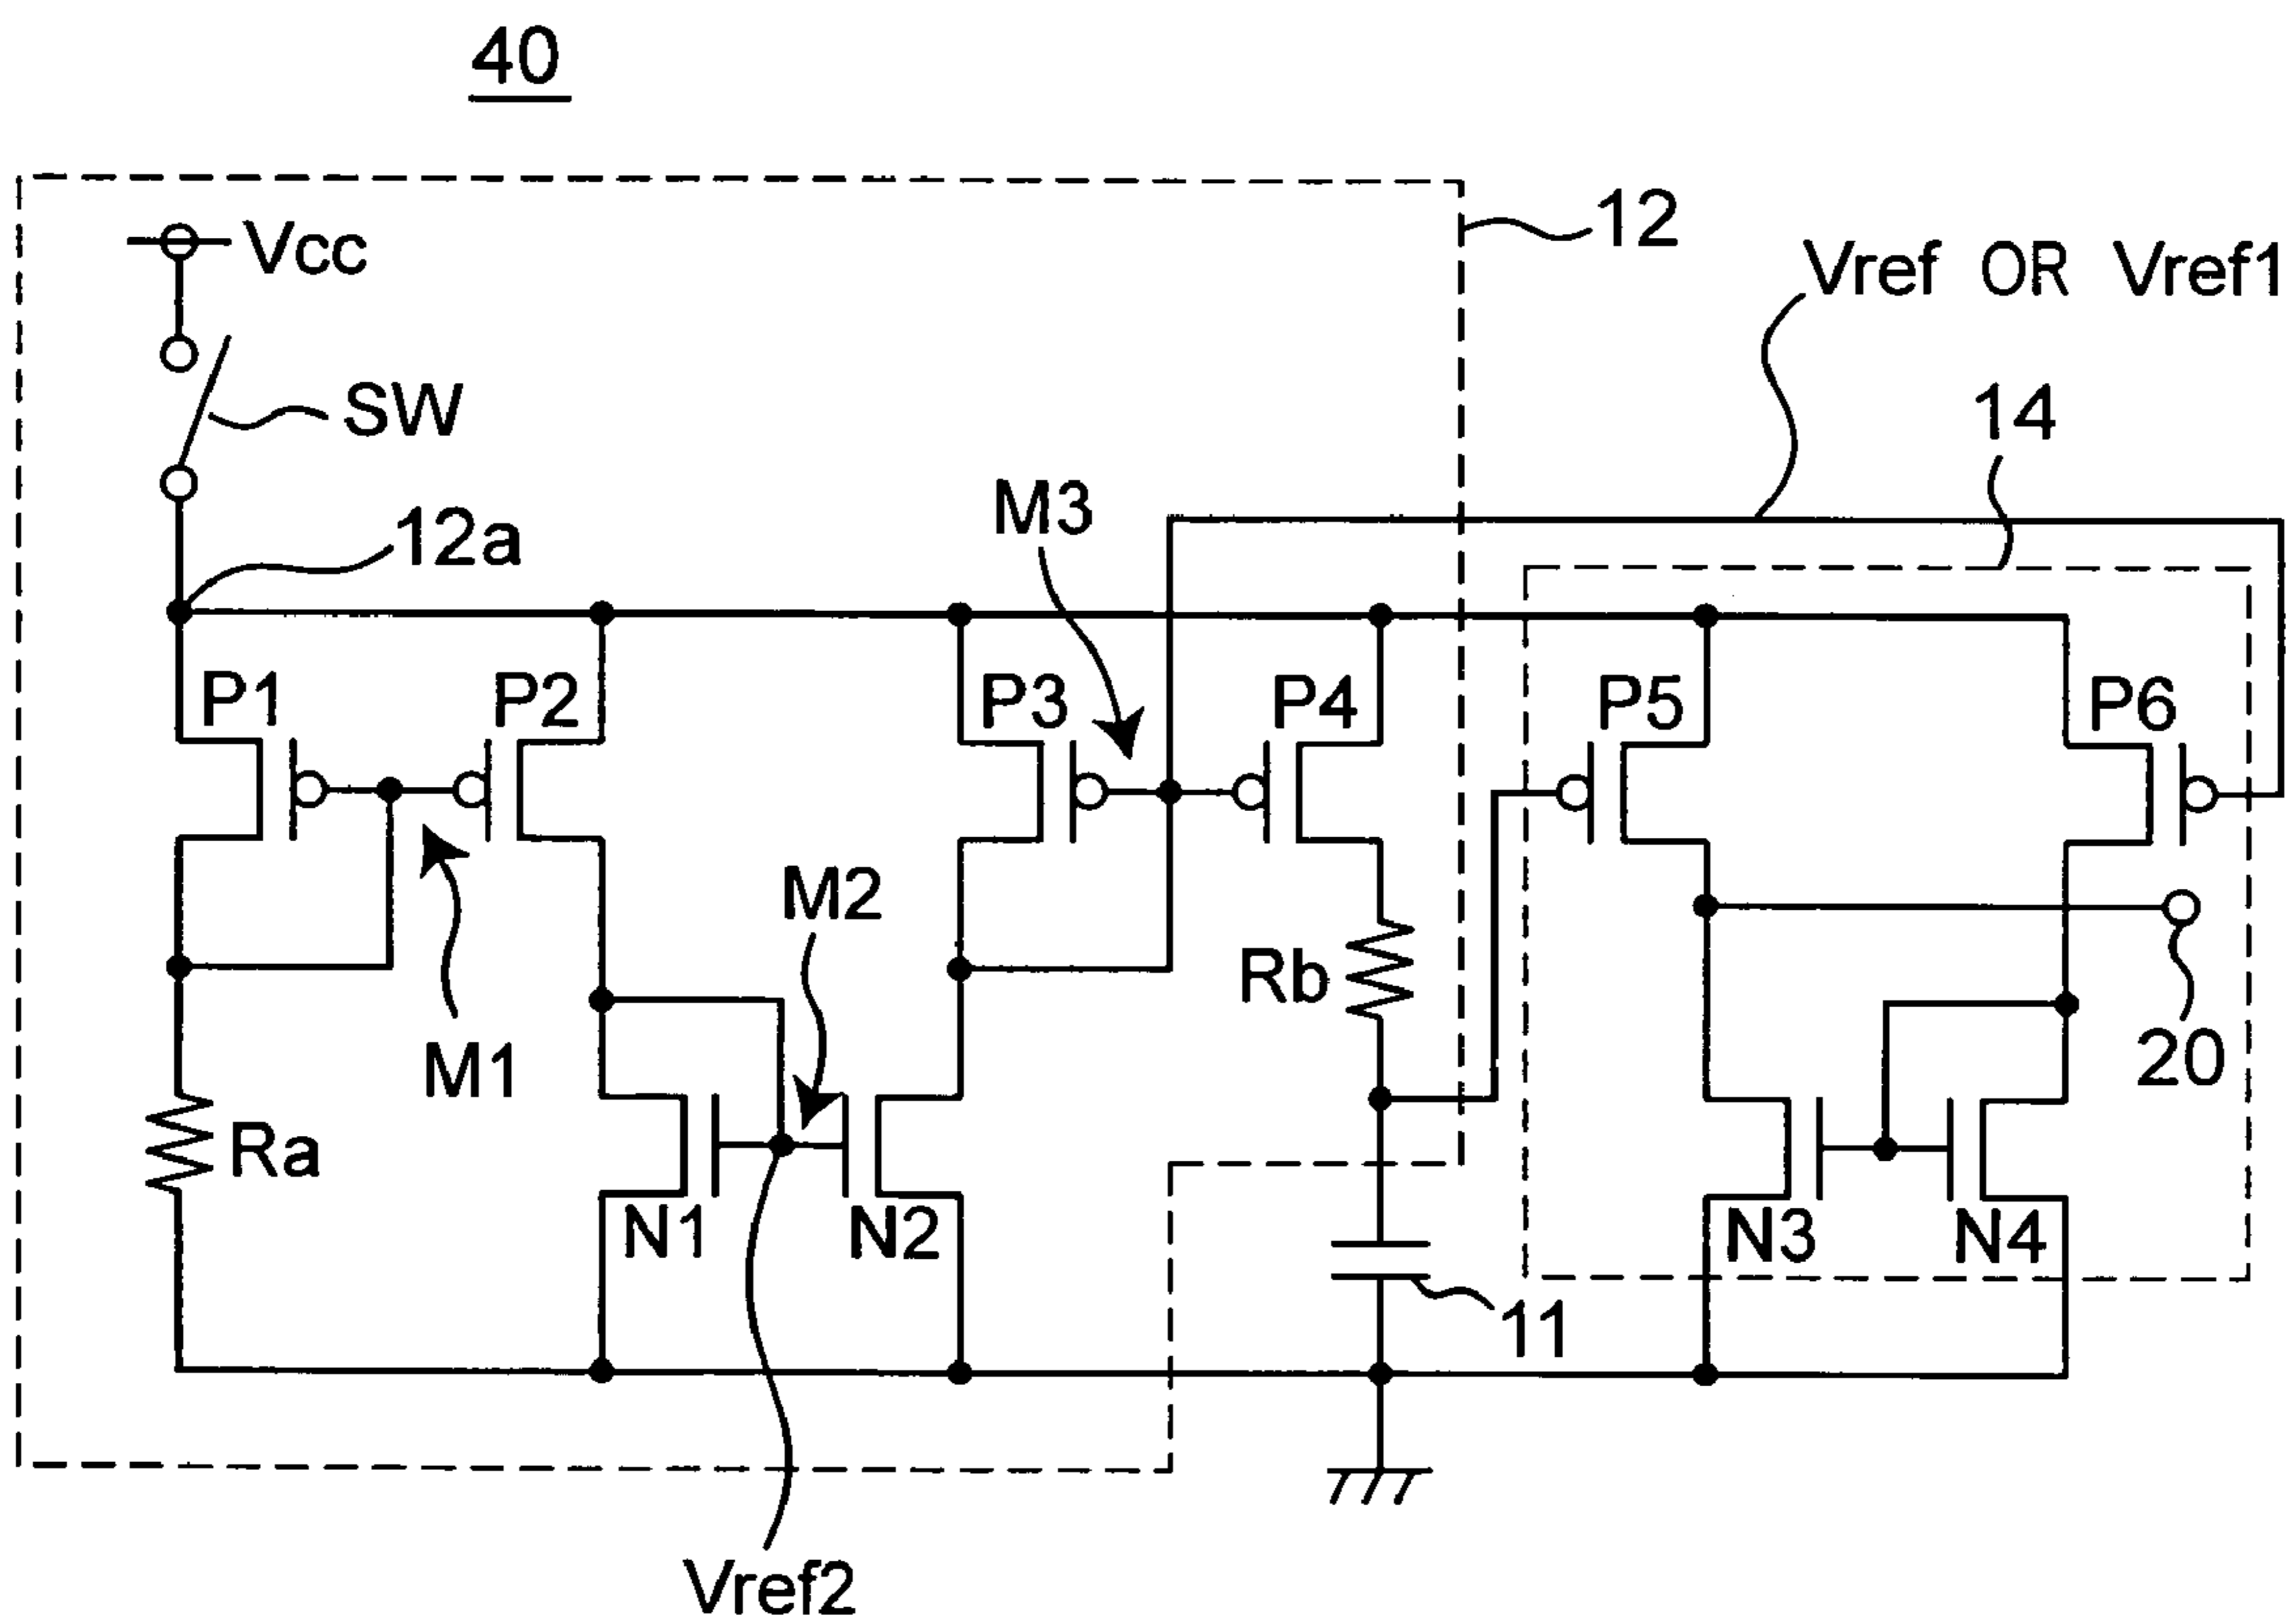 40
12
Vcc
Vref OR Vref1
SW
14
M3
12a
P1
P2
P3
P4
P5
P6
M2
Rb
M1
20
Ra
N1
N2
N3
N4
11
Vref2